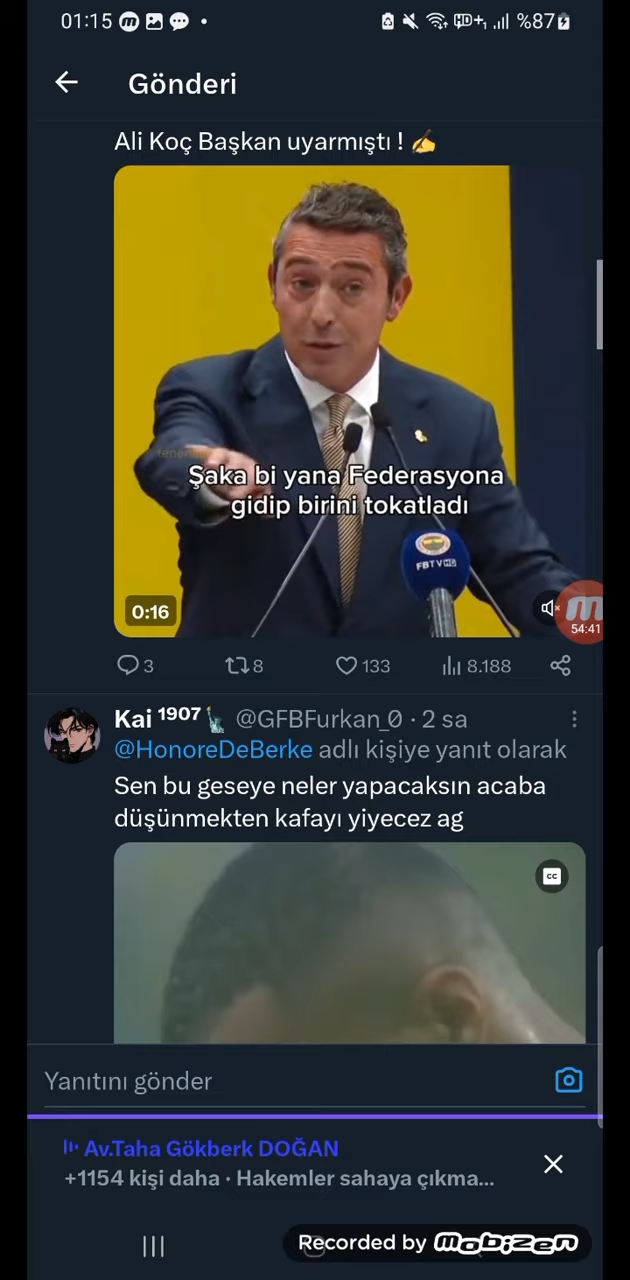 01:15
HD+
%87
Gönderi
Ali Koç Başkan uyarmıştı ! ✍️
Şaka bi yana Federasyona
gidip birini tokatladı
FBTV HD
0:16
54:41
3 8 133 8.188
Kai ¹⁹⁰⁷🗽 @GFBFurkan_0 · 2 sa
@HonoreDeBerke adlı kişiye yanıt olarak
Sen bu geseye neler yapacaksın acaba
düşünmekten kafayı yiyecez ag
CC
Yanıtını gönder
Av.Taha Gökberk DOĞAN
+1154 kişi daha · Hakemler sahaya çıkma...
Recorded by mobizen